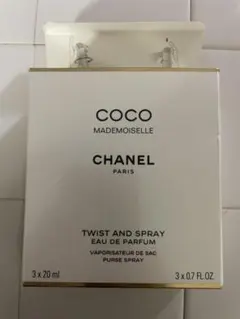 COCO
MADEMOISELLE
CHANEL
PARIS
TWIST AND SPRAY
EAU DE PARFUM
VAPORISATEUR DE SAC
PURSE SPRAY
3 x 20 ml
3 x 0.7 FL. OZ